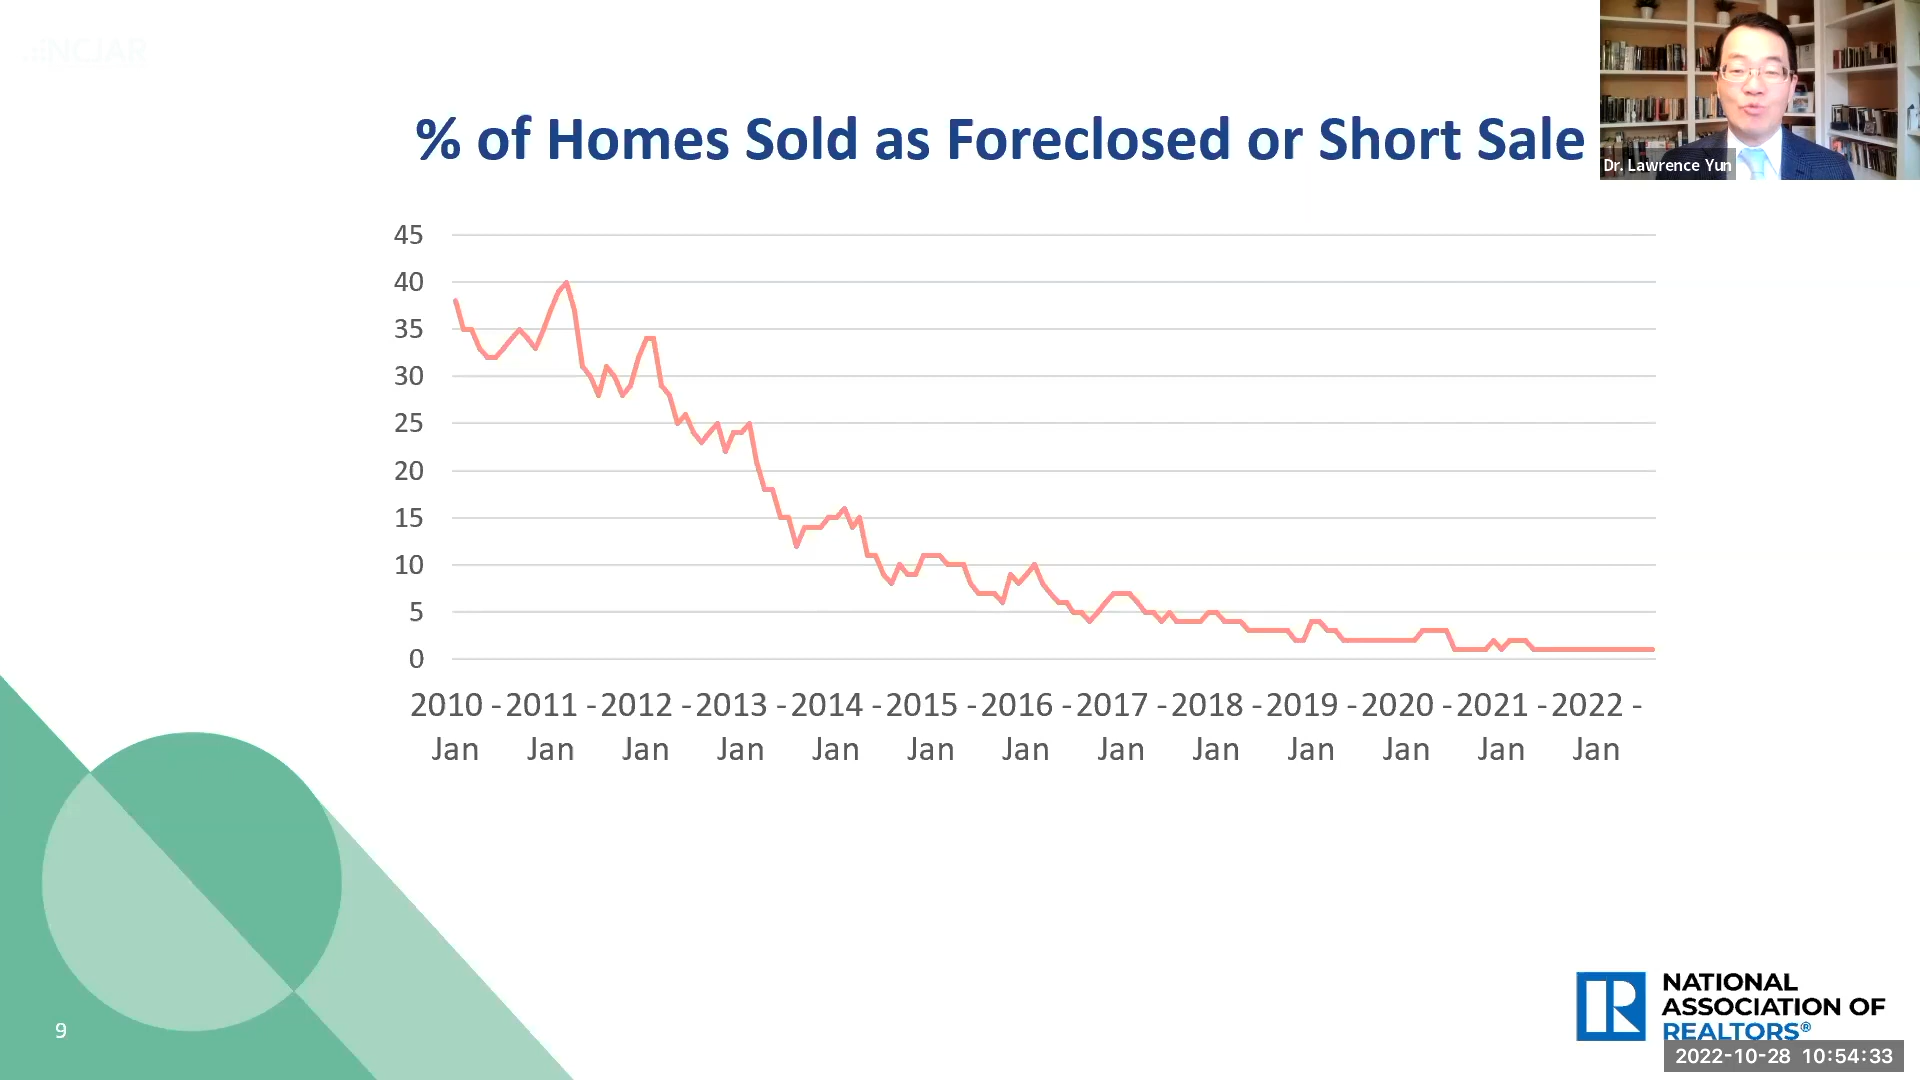 % of Homes Sold as Foreclosed or Short Sale
Dr. Lawrence Yun
45
40
35
30
25
20
15
10
5
0
2010 - 2011 - 2012 - 2013 - 2014 - 2015 - 2016 - 2017 - 2018 - 2019 - 2020 - 2021 - 2022 -
Jan Jan Jan Jan Jan Jan Jan Jan Jan Jan Jan Jan Jan
9
NATIONAL
ASSOCIATION OF
REALTORS®
2022-10-28 10:54:33